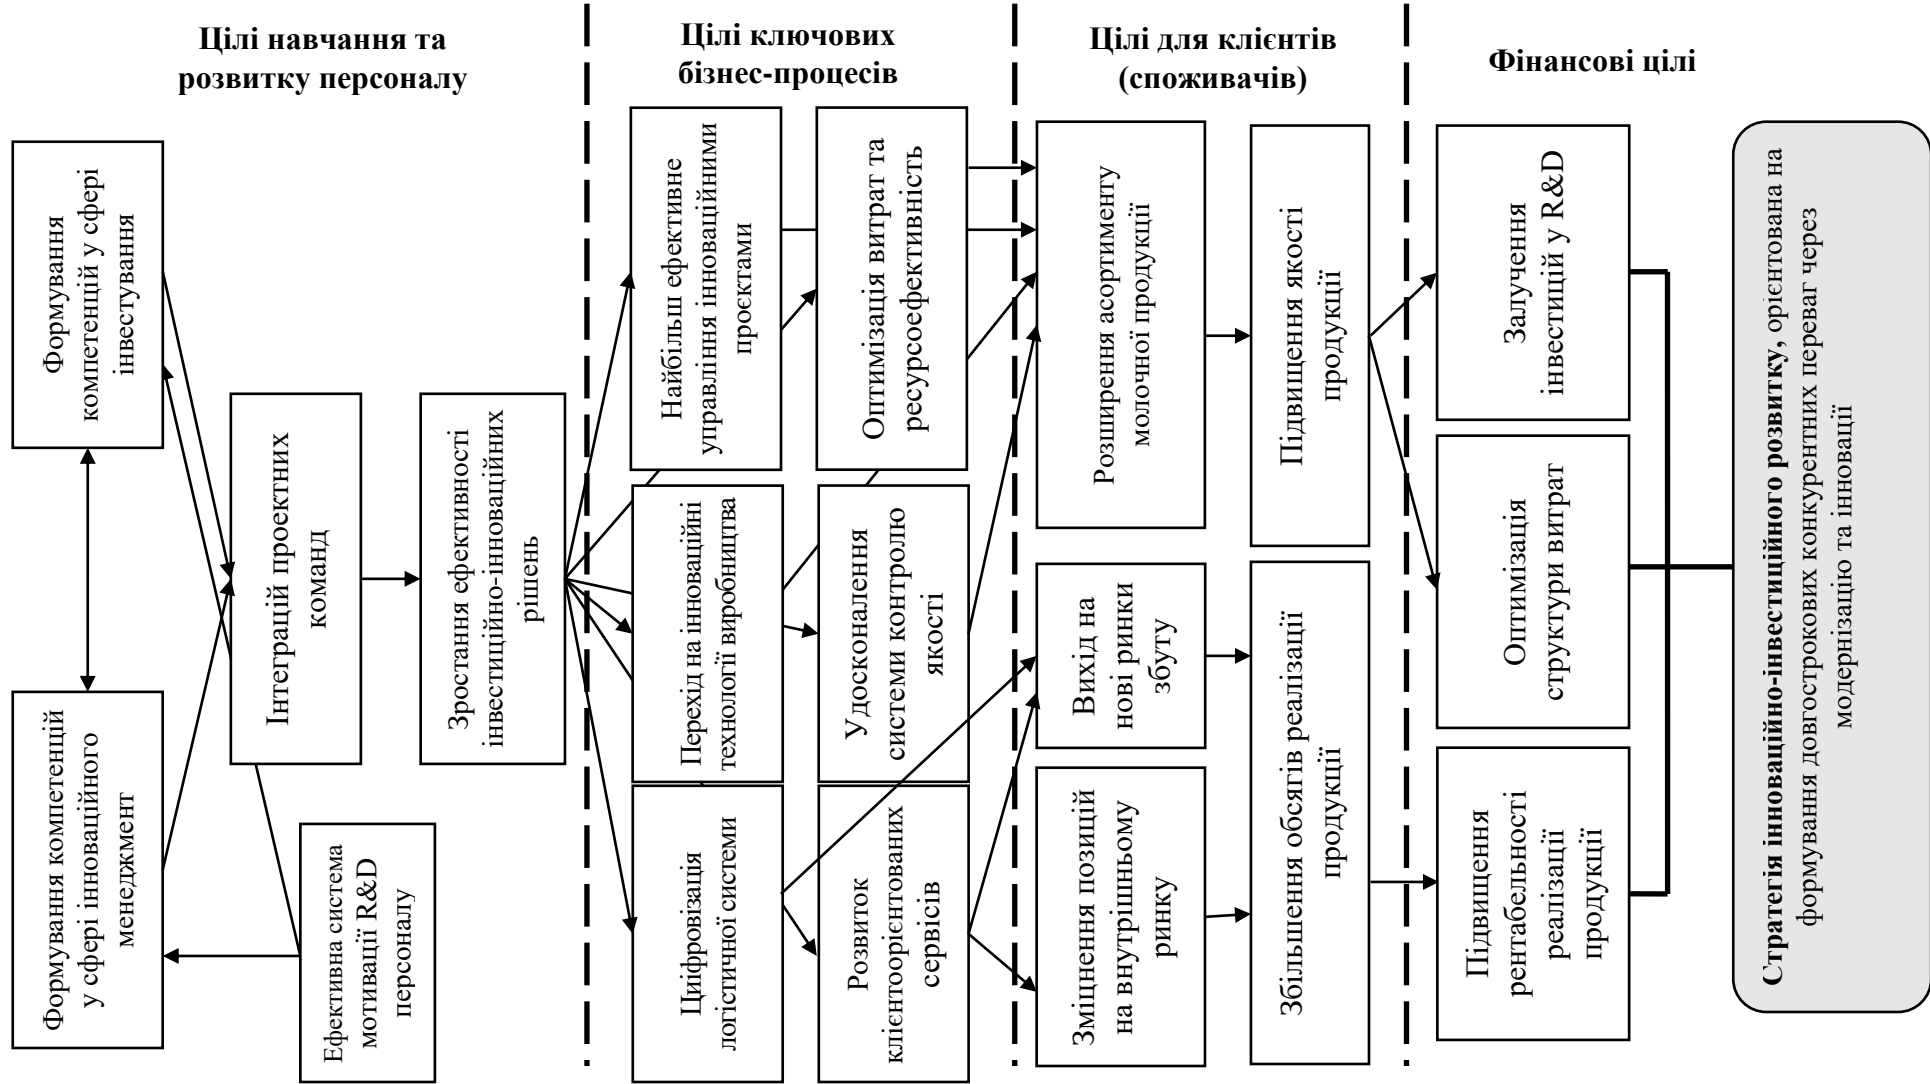 Цілі навчання та
розвитку персоналу
Цілі ключових
бізнес-процесів
Цілі для клієнтів
(споживачів)
Фінансові цілі
Формування
компетенцій у сфері
інвестування
Формування компетенцій
у сфері інноваційного
менеджмент
Ефективна система
мотивації R&D
персоналу
Інтеграцій проектних
команд
Зростання ефективності
інвестиційно-інноваційних
рішень
Найбільш ефективне
управління інноваційними
проєктами
Перехід на інноваційні
технології виробництва
Циіфровізація
логістичної системи
Оптимізація витрат та
ресурсоефективність
Удосконалення
системи контролю
якості
Розвиток
клієнтоорієнтованих
сервісів
Розширення асортименту
молочної продукції
Вихід на
нові ринки
збуту
Зміцнення позицій
на внутрішньому
ринку
Підвищення якості
продукції
Збільшення обсягів реалізації
продукції
Залучення
інвестицій у R&D
Оптимізація
структури витрат
Підвищення
рентабельності
реалізації
продукції
Стратегія інноваційно-інвестиційного розвитку, орієнтована на
формування довгострокових конкурентних переваг через
модернізацію та інновації